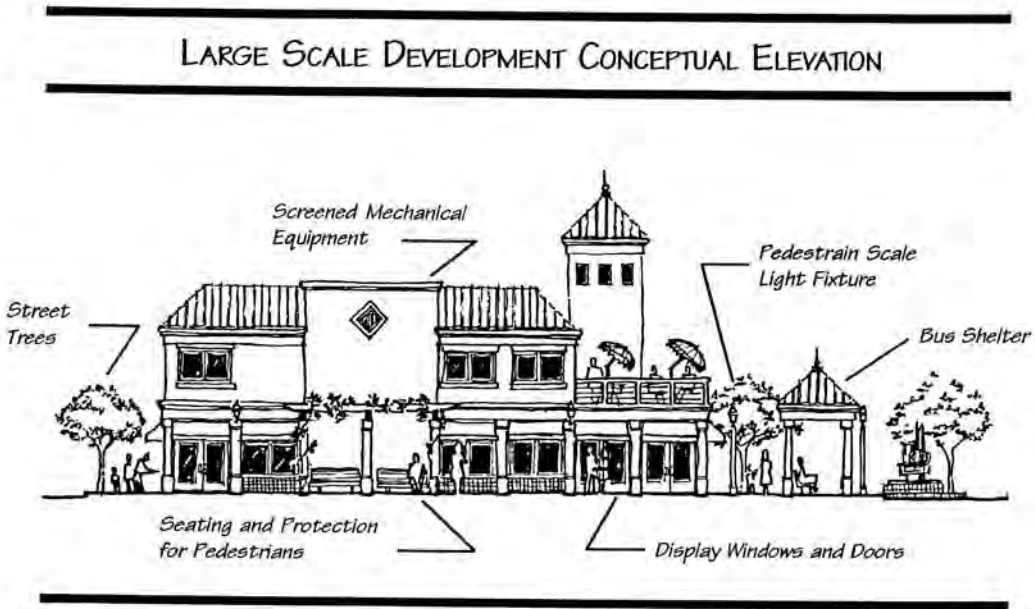 LARGE SCALE DEVELOPMENT CONCEPTUAL ELEVATION
Screened Mechanical
Equipment
Pedestrain Scale
Light Fixture
Street
Trees
Bus Shelter
Seating and Protection
for Pedestrians
Display Windows and Doors